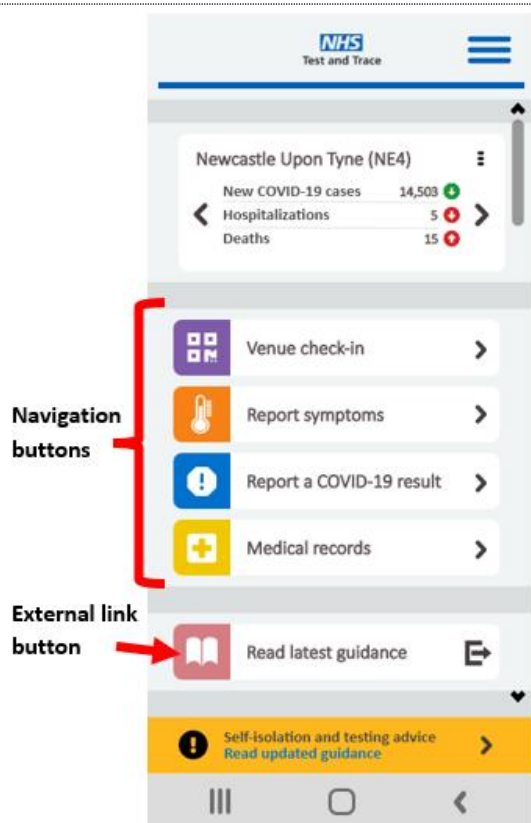 NHS
Test and Trace
Newcastle Upon Tyne (NE4)
New COVID-19 cases 14,503
Hospitalizations 5
Deaths 15
Navigation
buttons
Venue check-in
Report symptoms
Report a COVID-19 result
Medical records
External link
button
Read latest guidance
Self-isolation and testing advice
Read updated guidance